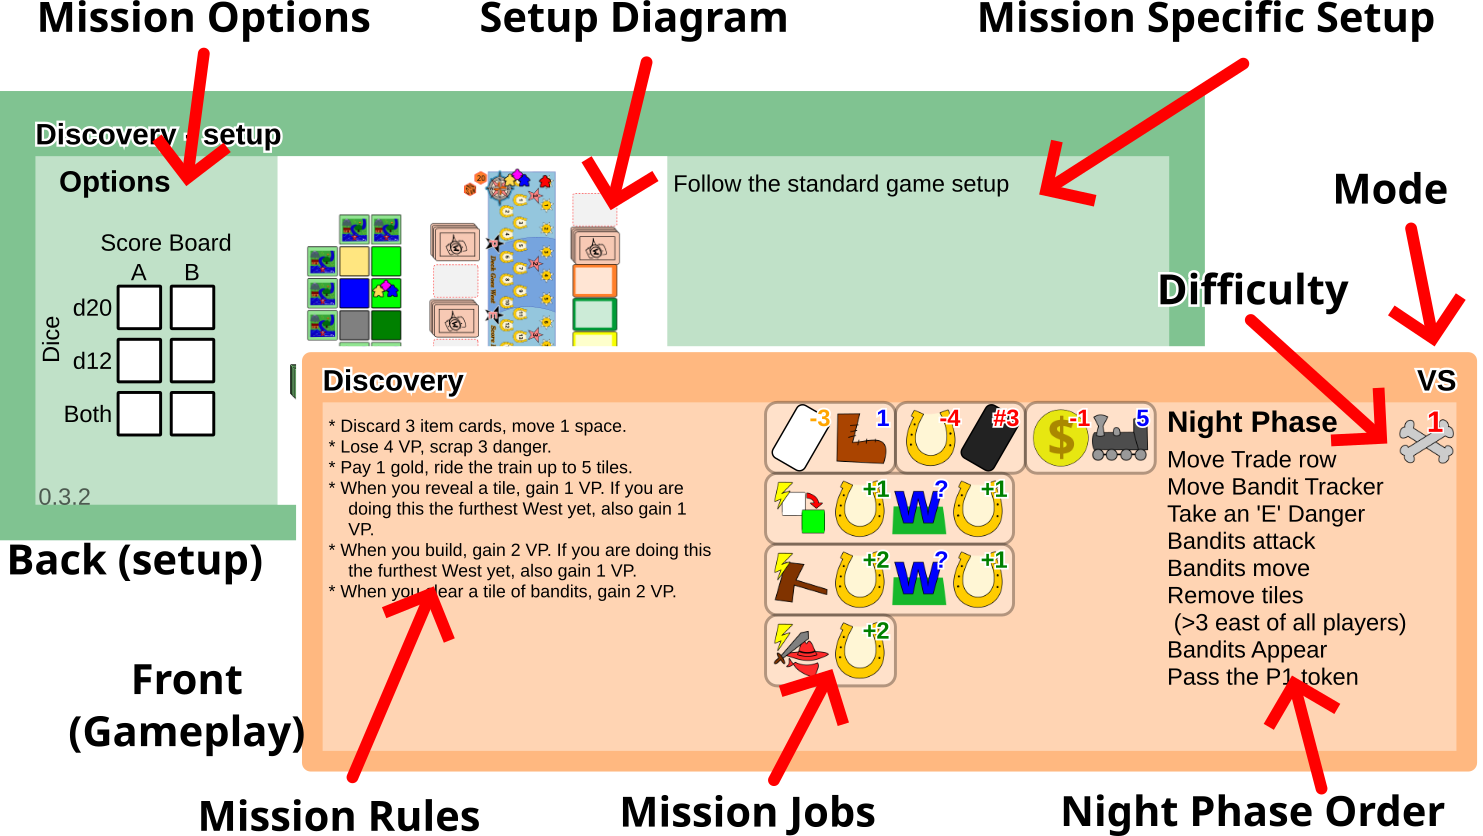 Mission Options
Setup Diagram
Mission Specific Setup
Discovery - setup
Options
Score Board
A B
Dice
d20
d12
Both
0.3.2
20
Follow the standard game setup
Mode
Difficulty
Back (setup)
Front
(Gameplay)
Discovery
VS
* Discard 3 item cards, move 1 space.
* Lose 4 VP, scrap 3 danger.
* Pay 1 gold, ride the train up to 5 tiles.
* When you reveal a tile, gain 1 VP. If you are
doing this the furthest West yet, also gain 1
VP.
* When you build, gain 2 VP. If you are doing this
the furthest West yet, also gain 1 VP.
* When you clear a tile of bandits, gain 2 VP.
-3 1 -4 #3 $ -1 5
+1 W ? +1
+2 W ? +1
+2
Night Phase
1
Move Trade row
Move Bandit Tracker
Take an 'E' Danger
Bandits attack
Bandits move
Remove tiles
(>3 east of all players)
Bandits Appear
Pass the P1 token
Mission Rules
Mission Jobs
Night Phase Order